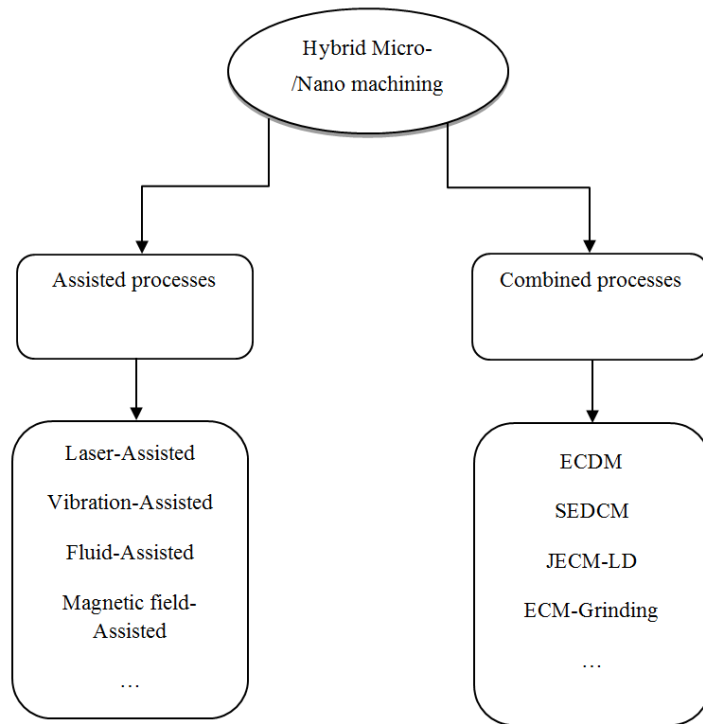 Hybrid Micro-
/Nano machining
Assisted processes
Combined processes
Laser-Assisted
Vibration-Assisted
Fluid-Assisted
Magnetic field-
Assisted
…
ECDM
SEDCM
JECM-LD
ECM-Grinding
…